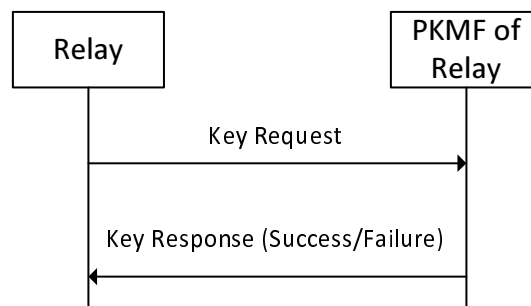 Relay
PKMF of
Relay
Key Request
Key Response (Success/Failure)